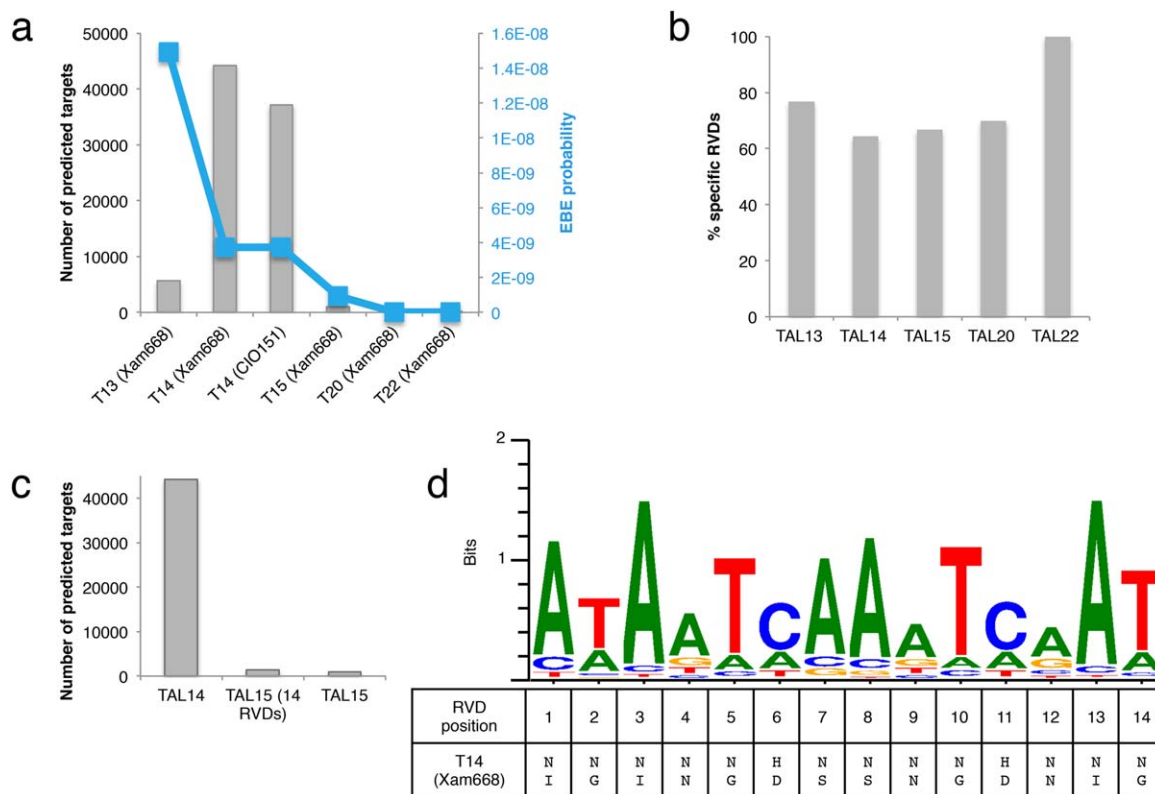 a
50000
40000
30000
20000
10000
0
Number of predicted targets
1.6E-08
1.4E-08
1.2E-08
1E-08
8E-09
6E-09
4E-09
2E-09
0
EBE probability
T13 (Xam668)
T14 (Xam668)
T14 (CIO151)
T15 (Xam668)
T20 (Xam668)
T22 (Xam668)
b
100
80
60
40
20
0
% specific RVDs
TAL13 TAL14 TAL15 TAL20 TAL22
c
40000
30000
20000
10000
0
Number of predicted targets
TAL14 TAL15 (14 TAL15
RVDs)
d
2
1
Bits
A T A A T C A A A T C A A T
RVD position 1 2 3 4 5 6 7 8 9 10 11 12 13 14
T14 N N N N N H N N N N H N N N
(Xam668) I G I N G D S S N G D N I G